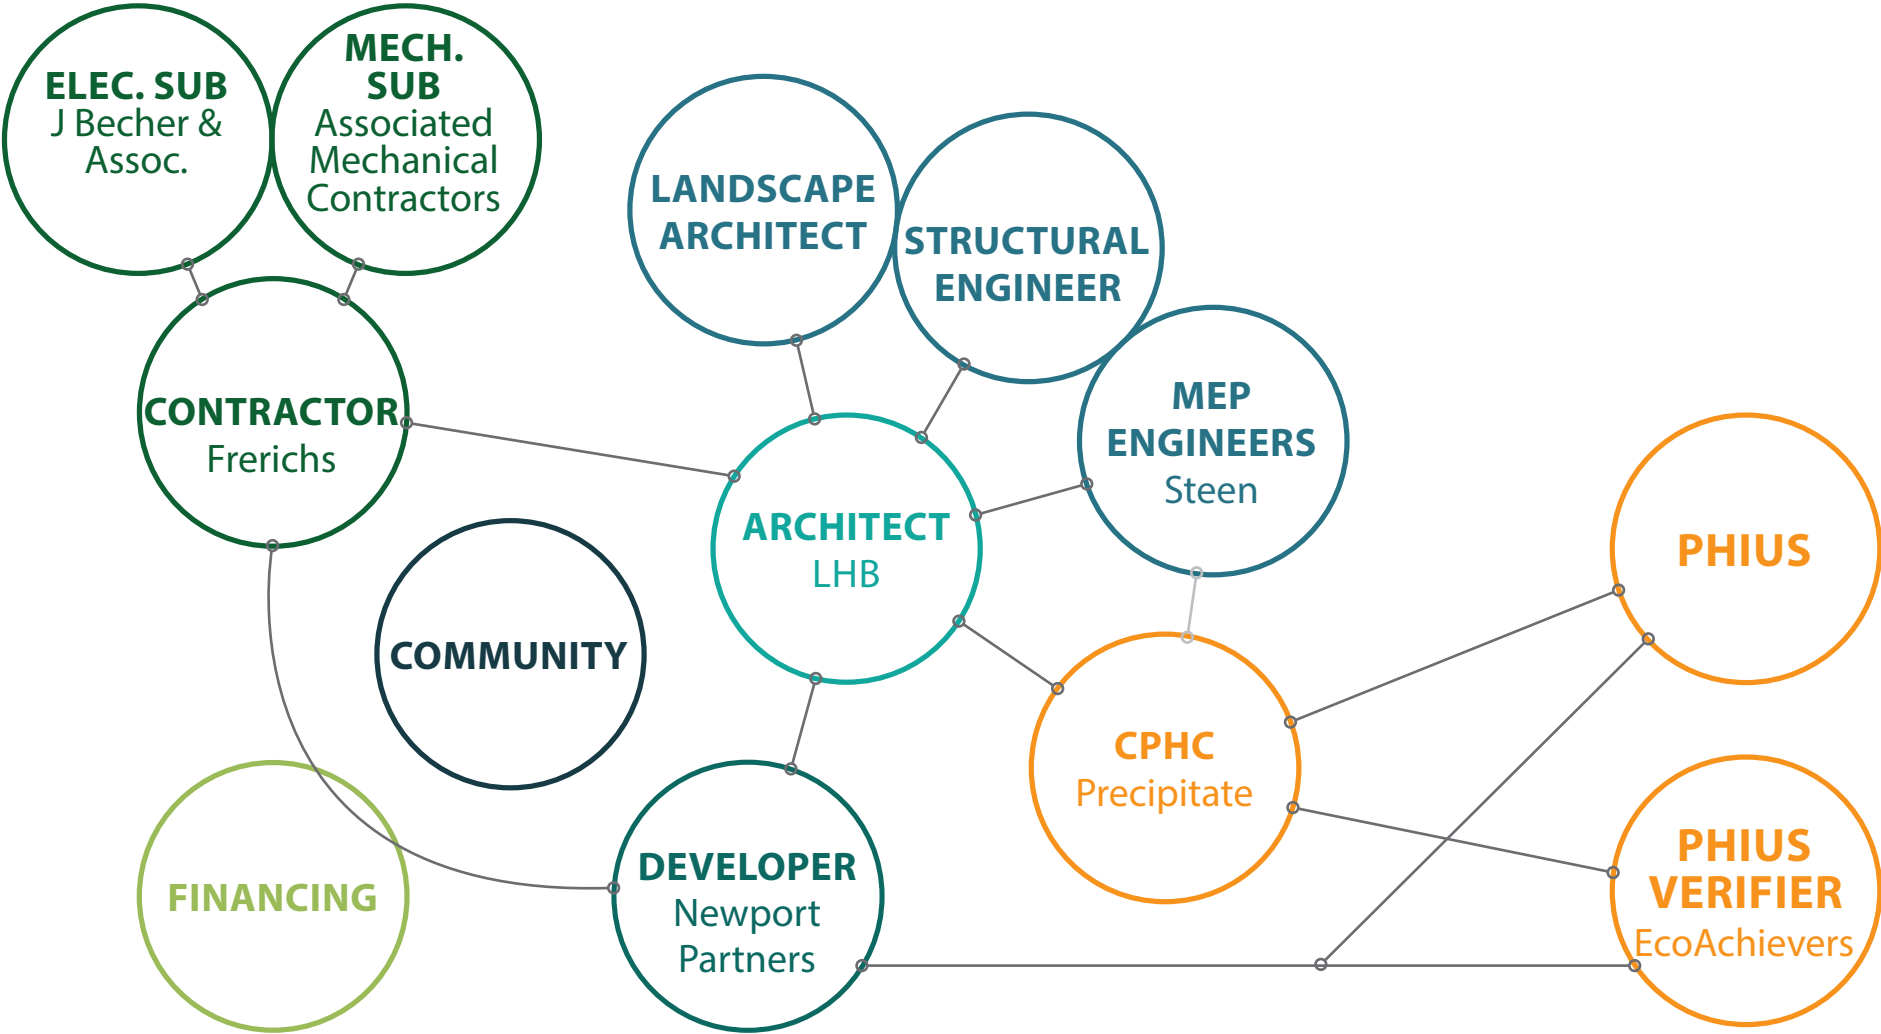 ELEC. SUB
J Becher &
Assoc.
MECH.
SUB
Associated
Mechanical
Contractors
LANDSCAPE
ARCHITECT
STRUCTURAL
ENGINEER
MEP
ENGINEERS
Steen
CONTRACTOR
Frerichs
ARCHITECT
LHB
PHIUS
COMMUNITY
CPHC
Precipitate
FINANCING
DEVELOPER
Newport
Partners
PHIUS
VERIFIER
EcoAchievers